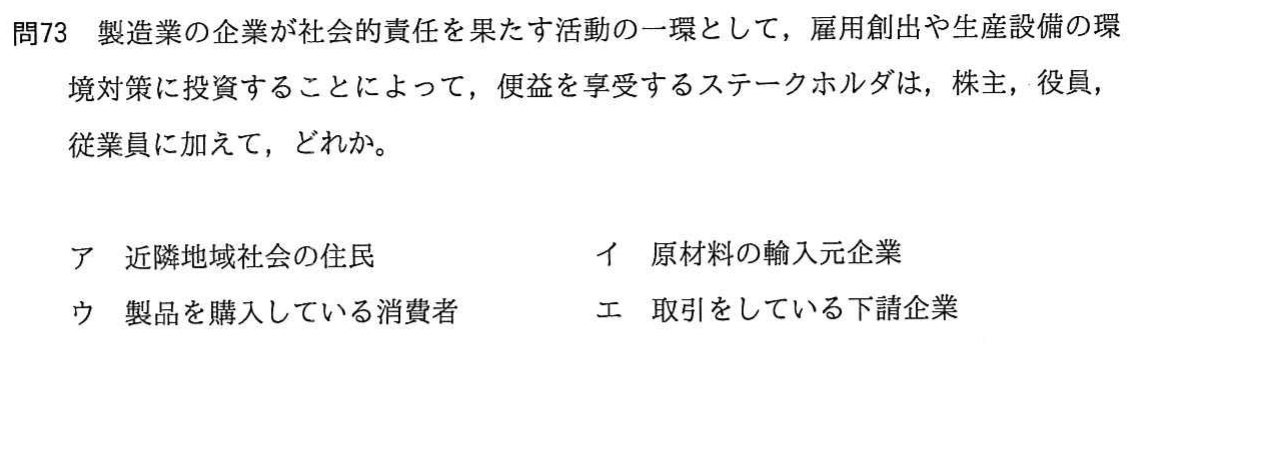 問73 製造業の企業が社会的責任を果たす活動の一環として，雇用創出や生産設備の環
境対策に投資することによって，便益を享受するステークホルダは，株主，役員，
従業員に加えて，どれか。
ア 近隣地域社会の住民 イ 原材料の輸入元企業
ウ 製品を購入している消費者 エ 取引をしている下請企業